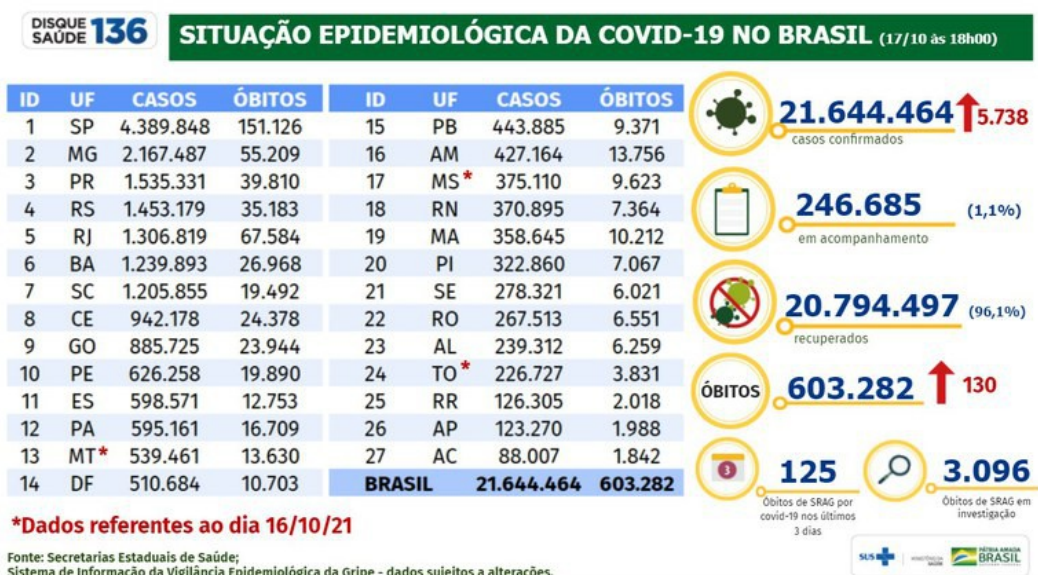 DISQUE
SAÚDE 136
SITUAÇÃO EPIDEMIOLÓGICA DA COVID-19 NO BRASIL (17/10 às 18h00)
ID UF CASOS ÓBITOS
1 SP 4.389.848 151.126
2 MG 2.167.487 55.209
3 PR 1.535.331 39.810
4 RS 1.453.179 35.183
5 RJ 1.306.819 67.584
6 BA 1.239.893 26.968
7 SC 1.205.855 19.492
8 CE 942.178 24.378
9 GO 885.725 23.944
10 PE 626.258 19.890
11 ES 598.571 12.753
12 PA 595.161 16.709
13 MT* 539.461 13.630
14 DF 510.684 10.703
ID UF CASOS ÓBITOS
15 PB 443.885 9.371
16 AM 427.164 13.756
17 MS* 375.110 9.623
18 RN 370.895 7.364
19 MA 358.645 10.212
20 PI 322.860 7.067
21 SE 278.321 6.021
22 RO 267.513 6.551
23 AL 239.312 6.259
24 TO* 226.727 3.831
25 RR 126.305 2.018
26 AP 123.270 1.988
27 AC 88.007 1.842
BRASIL 21.644.464 603.282
21.644.464 5.738
casos confirmados
246.685 (1,1%)
em acompanhamento
20.794.497 (96,1%)
recuperados
ÓBITOS 603.282 130
3
125
Óbitos de SRAG por
covid-19 nos últimos
3 dias
3.096
Óbitos de SRAG em
investigação
*Dados referentes ao dia 16/10/21
Fonte: Secretarias Estaduais de Saúde;
Sistema de Informação da Vigilância Epidemiológica da Gripe - dados sujeitos a alterações.
SUS
MINISTÉRIO DA
SAÚDE
PÁTRIA AMADA
BRASIL